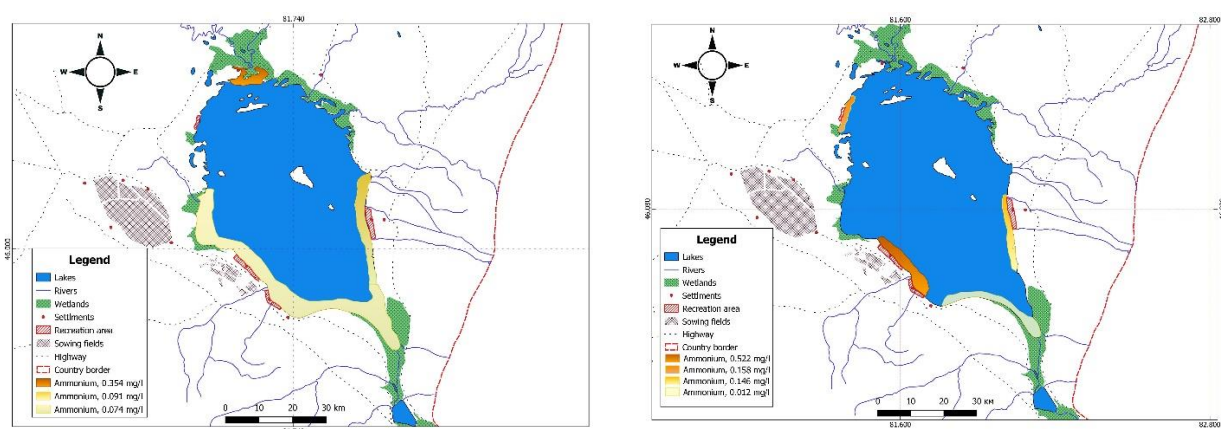 81.740
N
W E
S
46.000
Legend
Lakes
Rivers
Wetlands
Settlments
Recreation area
Sowing fields
Highway
Country border
Ammonium, 0.354 mg/l
Ammonium, 0.091 mg/l
Ammonium, 0.074 mg/l
0 10 20 30 km
81.600 82.800
N
W E
S
46.080
Legend
Lakes
Rivers
Wetlands
Settlments
Recreation area
Sowing fields
Highway
Country border
Ammonium, 0.522 mg/l
Ammonium, 0.158 mg/l
Ammonium, 0.146 mg/l
Ammonium, 0.012 mg/l
0 10 20 30 км
81.600 82.800